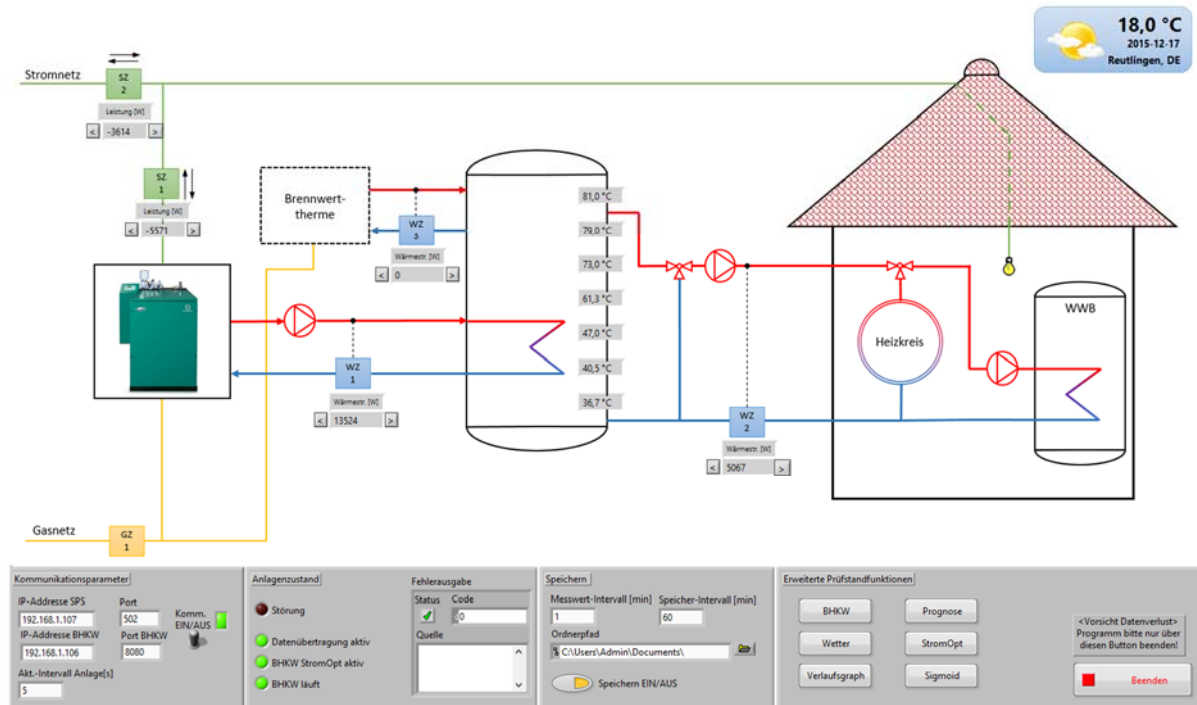 18,0 °C
2015-12-17
Reutlingen, DE
Stromnetz
SZ
2
Leistung [W]
< -3614 >
SZ
1
Leistung [W]
< -5571 >
Brennwert-
therme
WZ
3
Wärmestr. [W]
< 0 >
81,0 °C
79,0 °C
73,0 °C
61,3 °C
47,0 °C
40,5 °C
36,7 °C
WZ
1
Wärmestr. [W]
< 13524 >
WZ
2
Wärmestr. [W]
< 5067 >
Heizkreis
WWB
Gasnetz
GZ
1
Kommunikationsparameter
IP-Addresse SPS
Port
192.168.1.107
502
IP-Addresse BHKW
Port BHKW
192.168.1.106
8080
Komm.
EIN/AUS
Akt.-Intervall Anlage[s]
5
Anlagenzustand
Störung
Datenübertragung aktiv
BHKW StromOpt aktiv
BHKW läuft
Fehlerausgabe
Status
Code
0
Quelle
Speichern
Messwert-Intervall [min]
Speicher-Intervall [min]
1
60
Ordnerpfad
C:\Users\Admin\Documents\
Speichern EIN/AUS
Erweiterte Prüfstandfunktionen
BHKW
Prognose
Wetter
StromOpt
Verlaufsgraph
Sigmoid
<Vorsicht Datenverlust>
Programm bitte nur über
diesen Button beenden!
Beenden